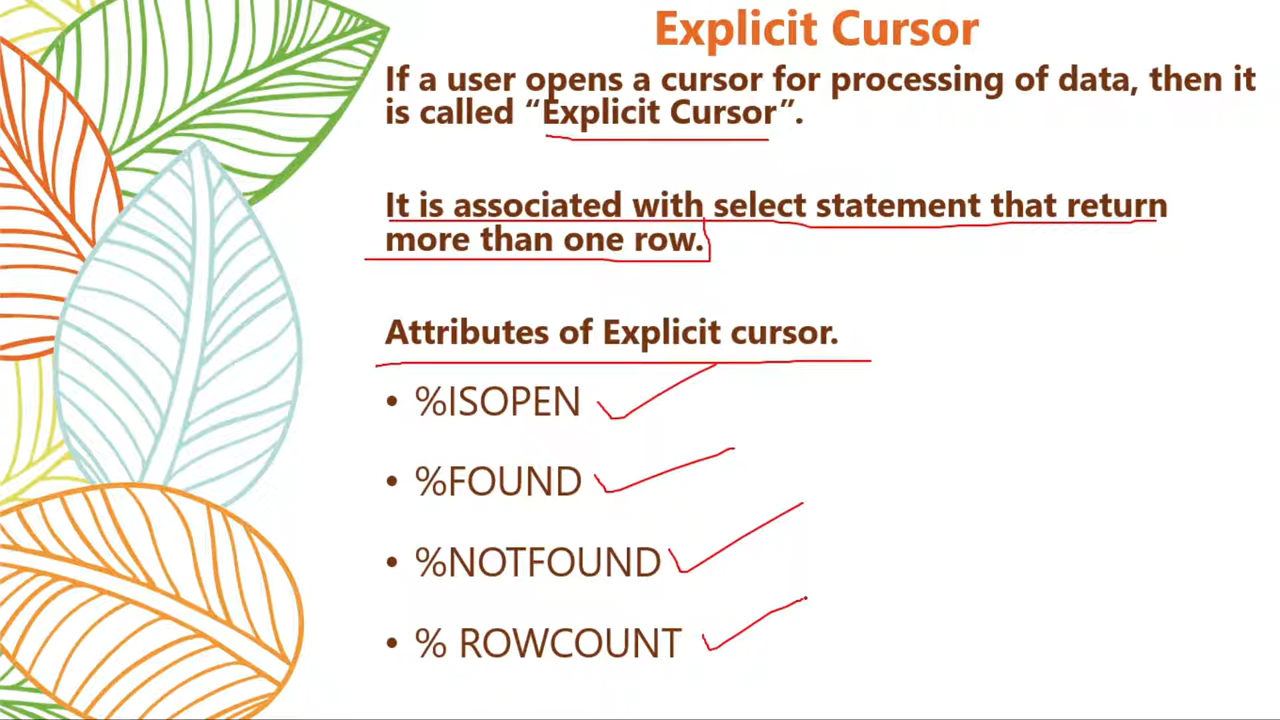 Explicit Cursor
If a user opens a cursor for processing of data, then it
is called “Explicit Cursor”.
It is associated with select statement that return
more than one row.
Attributes of Explicit cursor.
• %ISOPEN
• %FOUND
• %NOTFOUND
• % ROWCOUNT